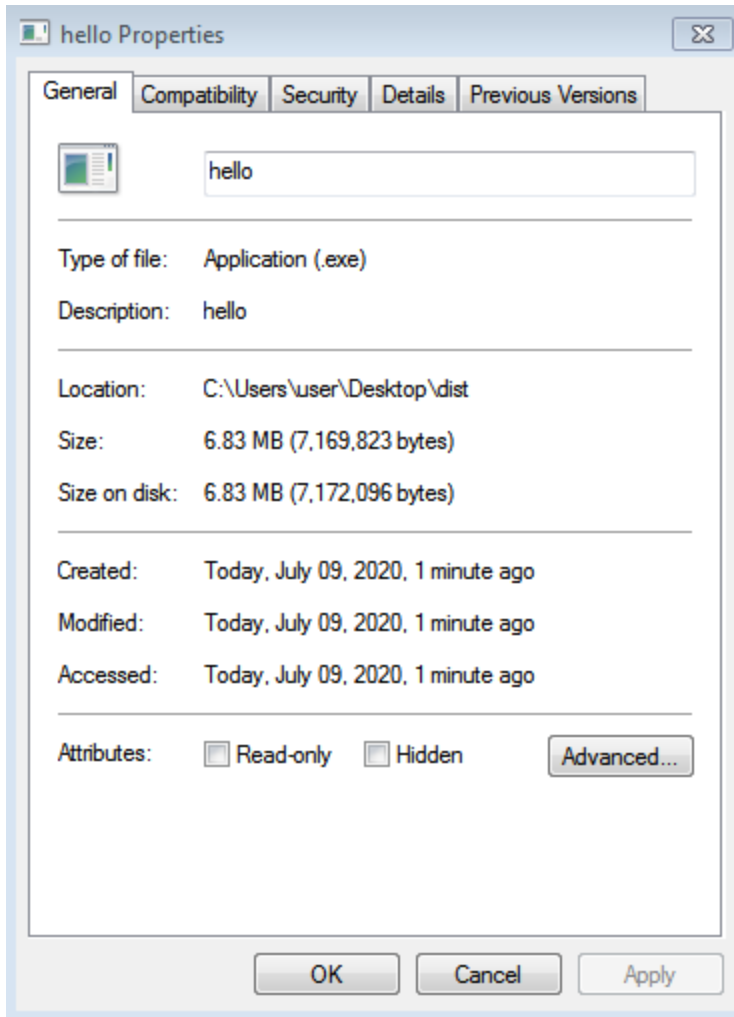 hello Properties
General Compatibility Security Details Previous Versions
hello
Type of file: Application (.exe)
Description: hello
Location: C:\Users\user\Desktop\dist
Size: 6.83 MB (7,169,823 bytes)
Size on disk: 6.83 MB (7,172,096 bytes)
Created: Today, July 09, 2020, 1 minute ago
Modified: Today, July 09, 2020, 1 minute ago
Accessed: Today, July 09, 2020, 1 minute ago
Attributes: Read-only Hidden Advanced...
OK Cancel Apply